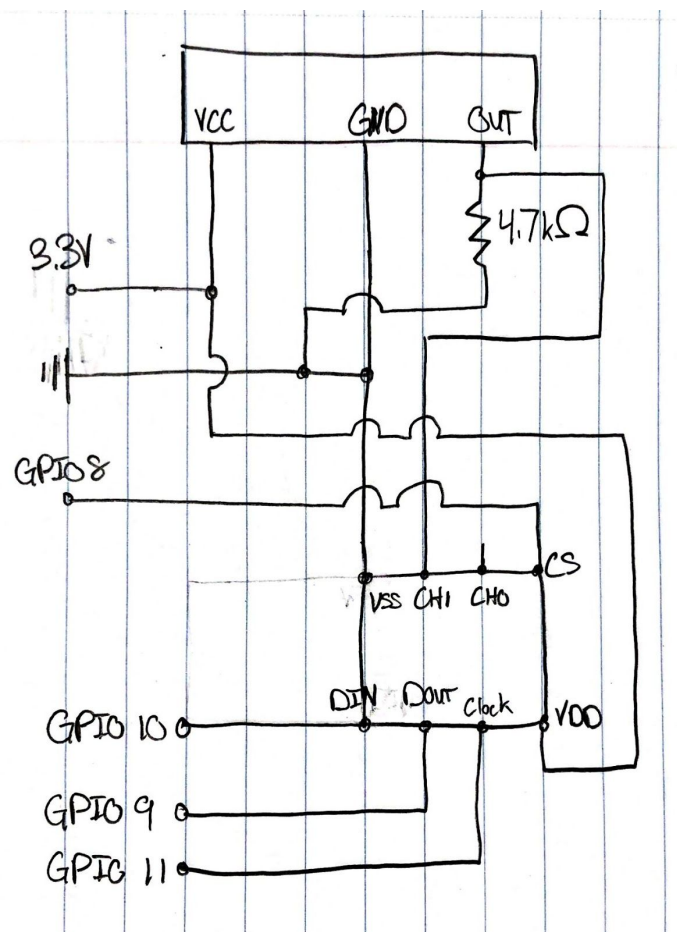 VCC GND OUT
4.7kΩ
3.3V
GPIO8
CS
VSS CH1 CH0
DIN DOUT Clock
GPIO 10 VDD
GPIO 9
GPIO 11